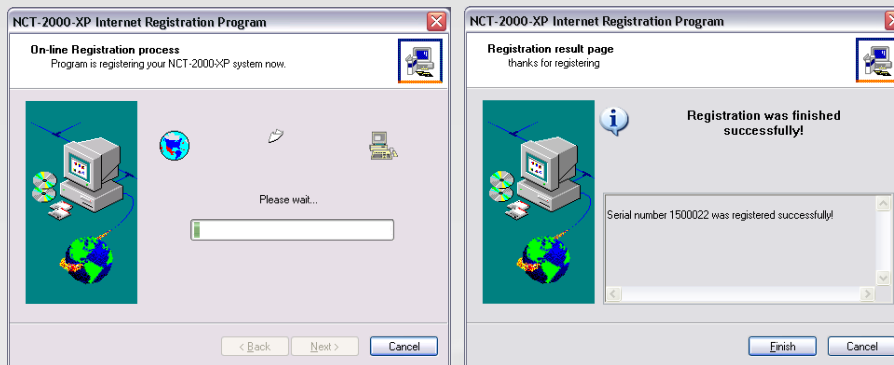 NCT-2000-XP Internet Registration Program
On-line Registration process
Program is registering your NCT-2000-XP system now.
Please wait...
< Back
Next >
Cancel
NCT-2000-XP Internet Registration Program
Registration result page
thanks for registering
Registration was finished
successfully!
Serial number 1500022 was registered successfully!
Finish
Cancel